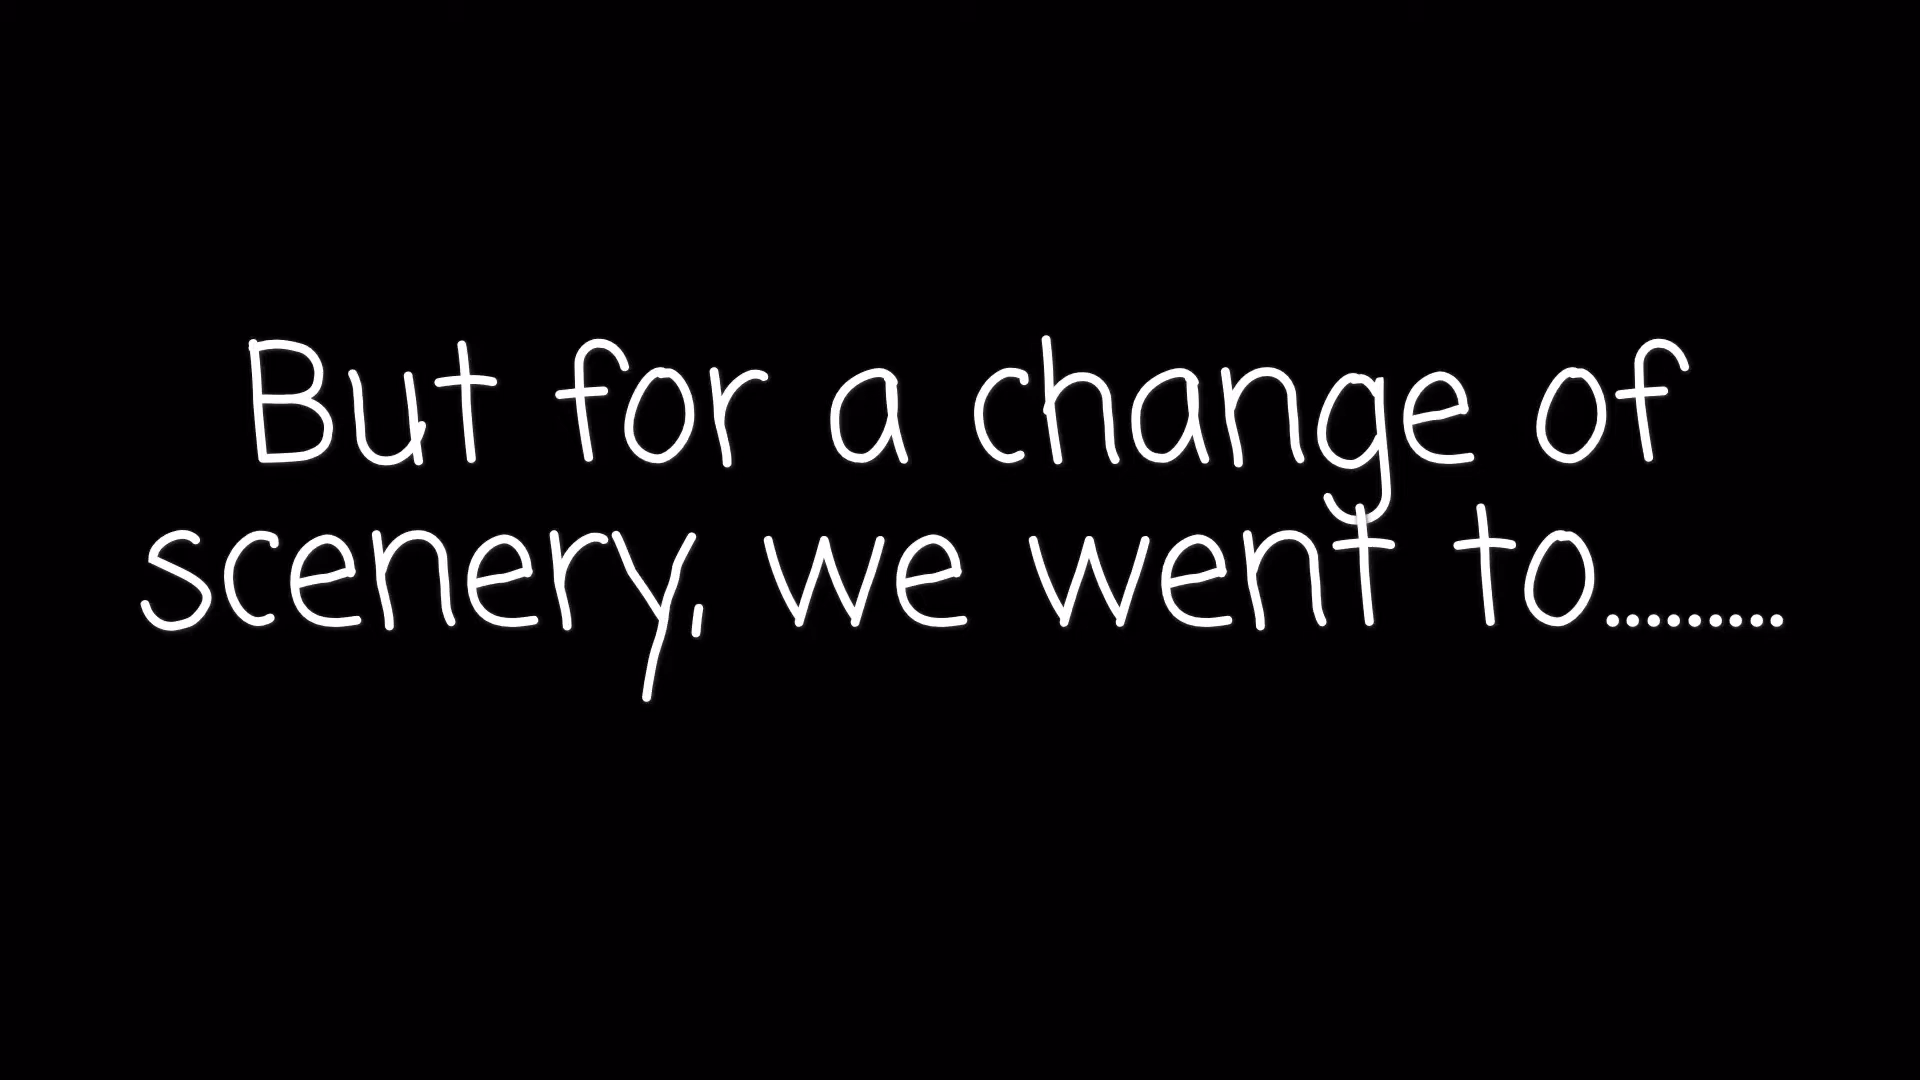 But for a change of
scenery, we went to.........